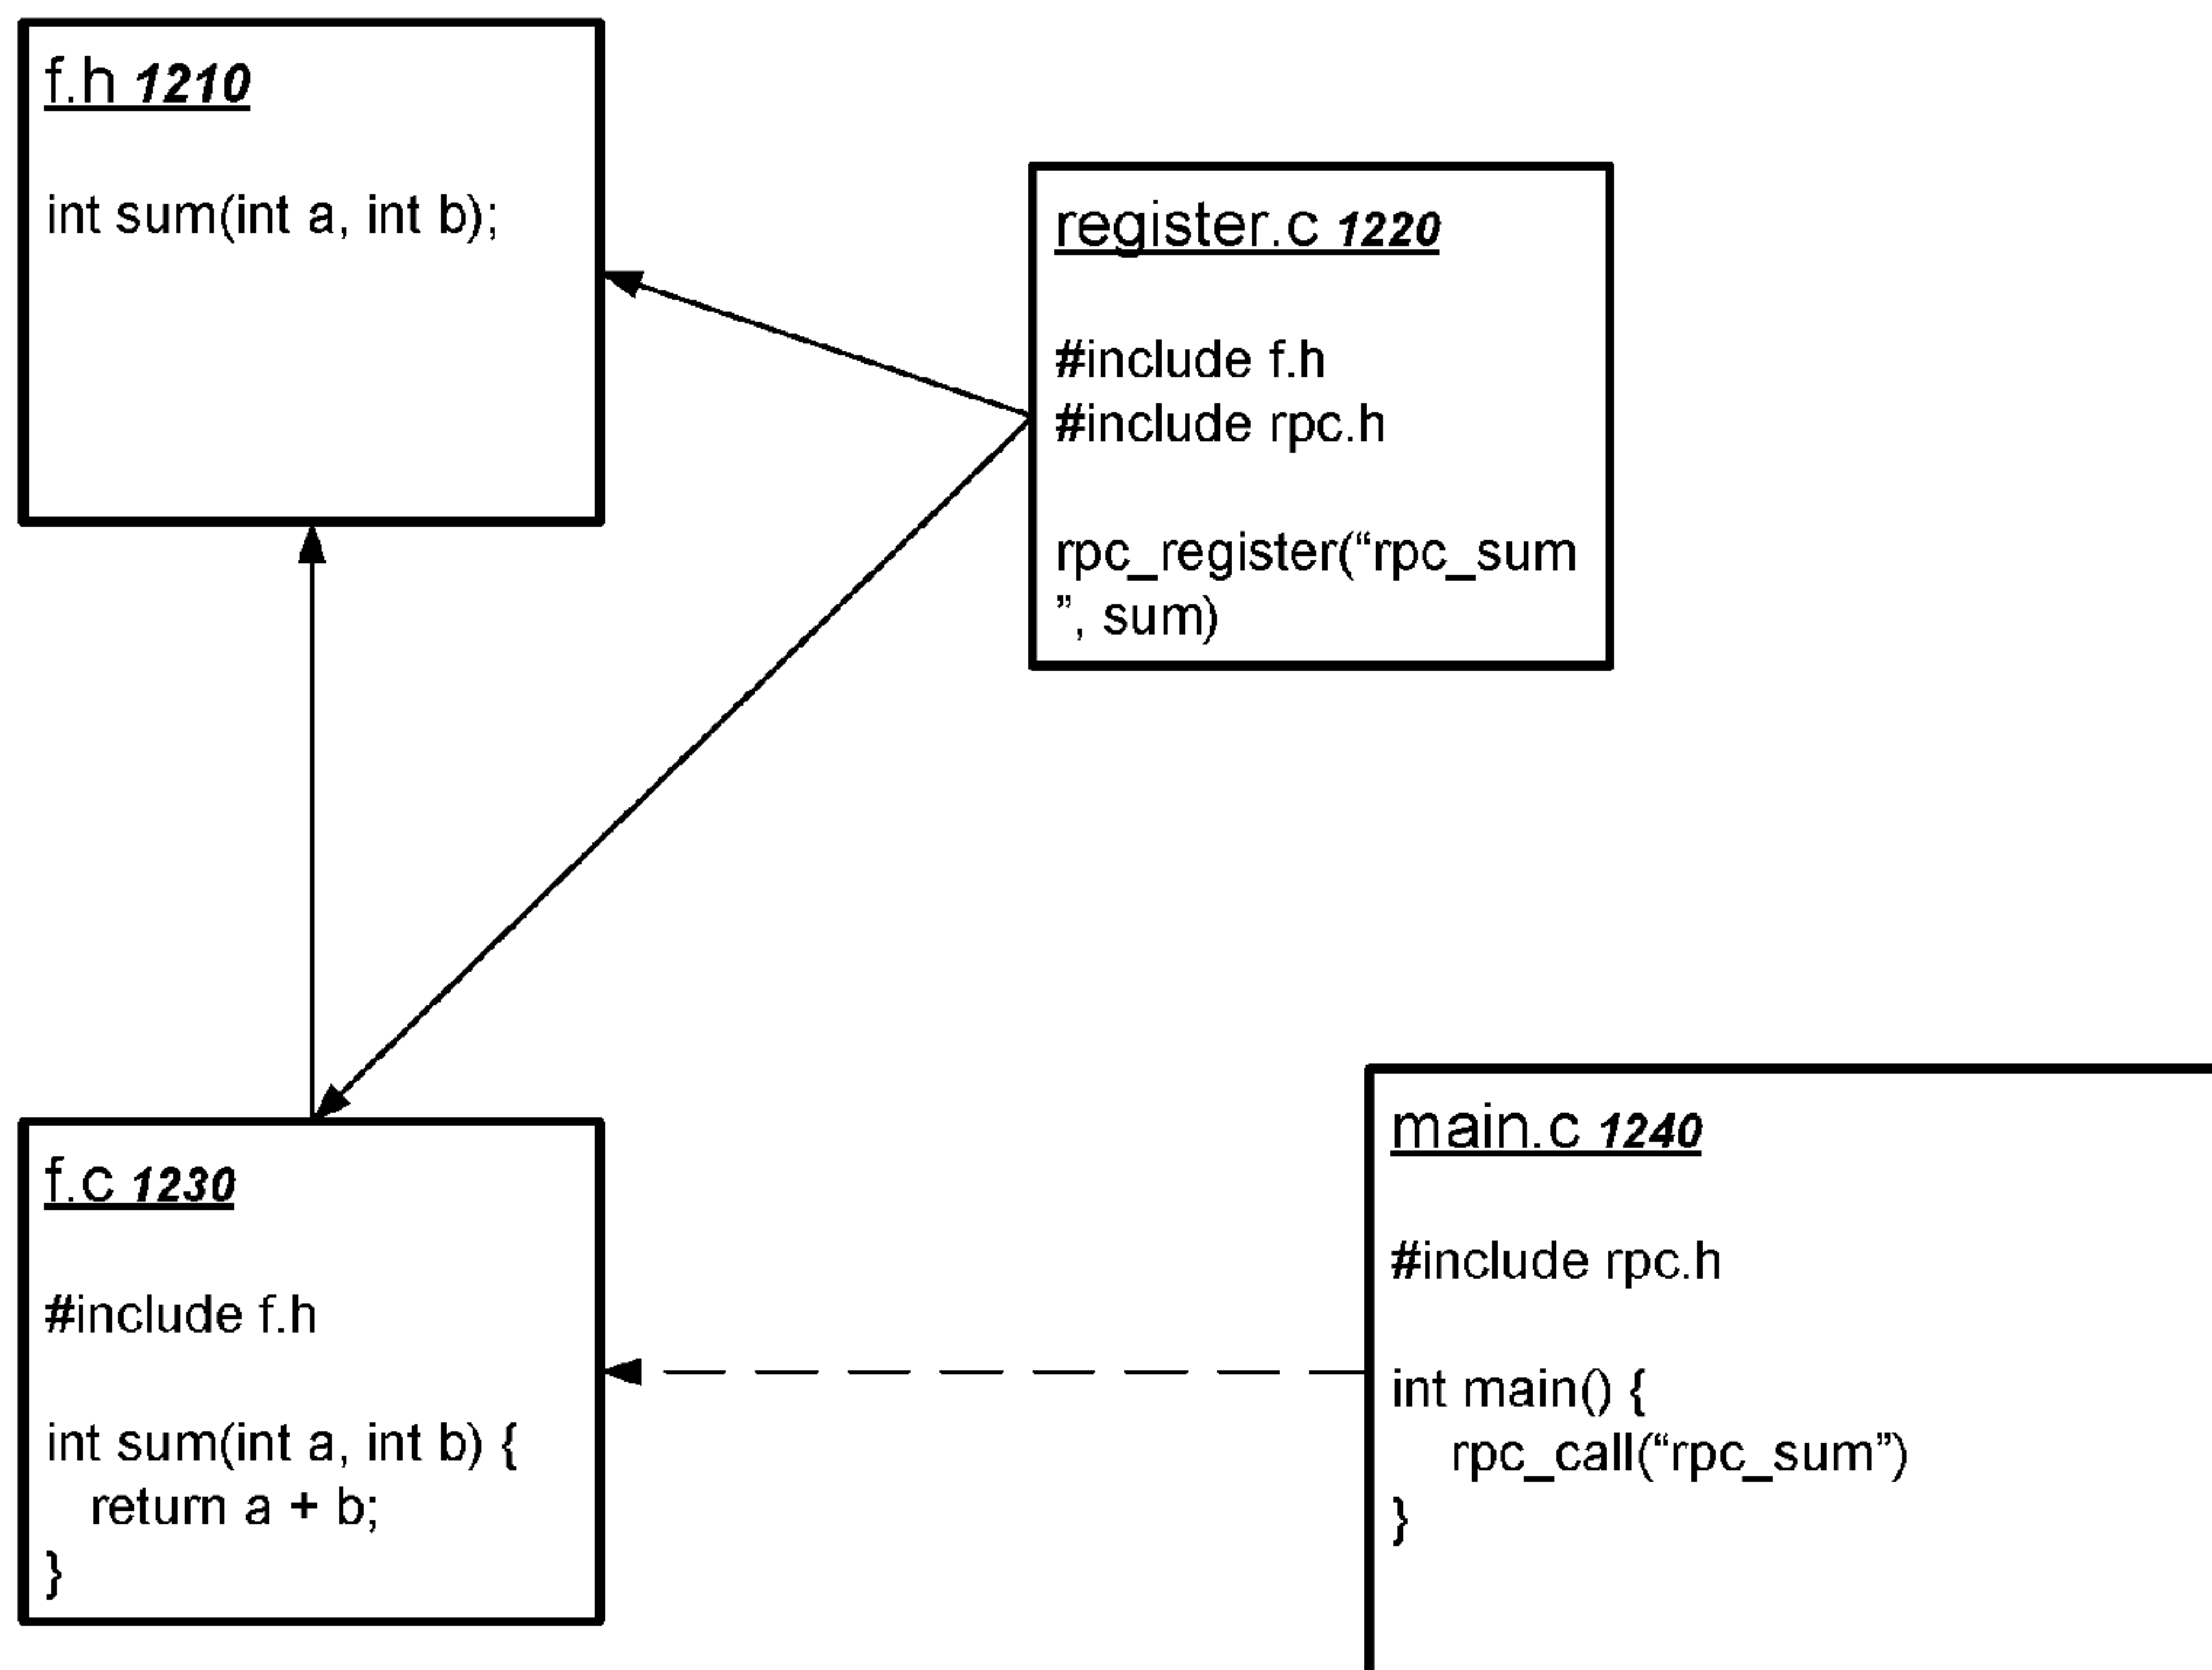 f.h 1210
int sum(int a, int b);
register.c 1220
#include f.h
#include rpc.h
rpc_register(“rpc_sum
”, sum)
f.c 1230
#include f.h
int sum(int a, int b) {
return a + b;
}
main.c 1240
#include rpc.h
int main() {
rpc_call(“rpc_sum”)
}